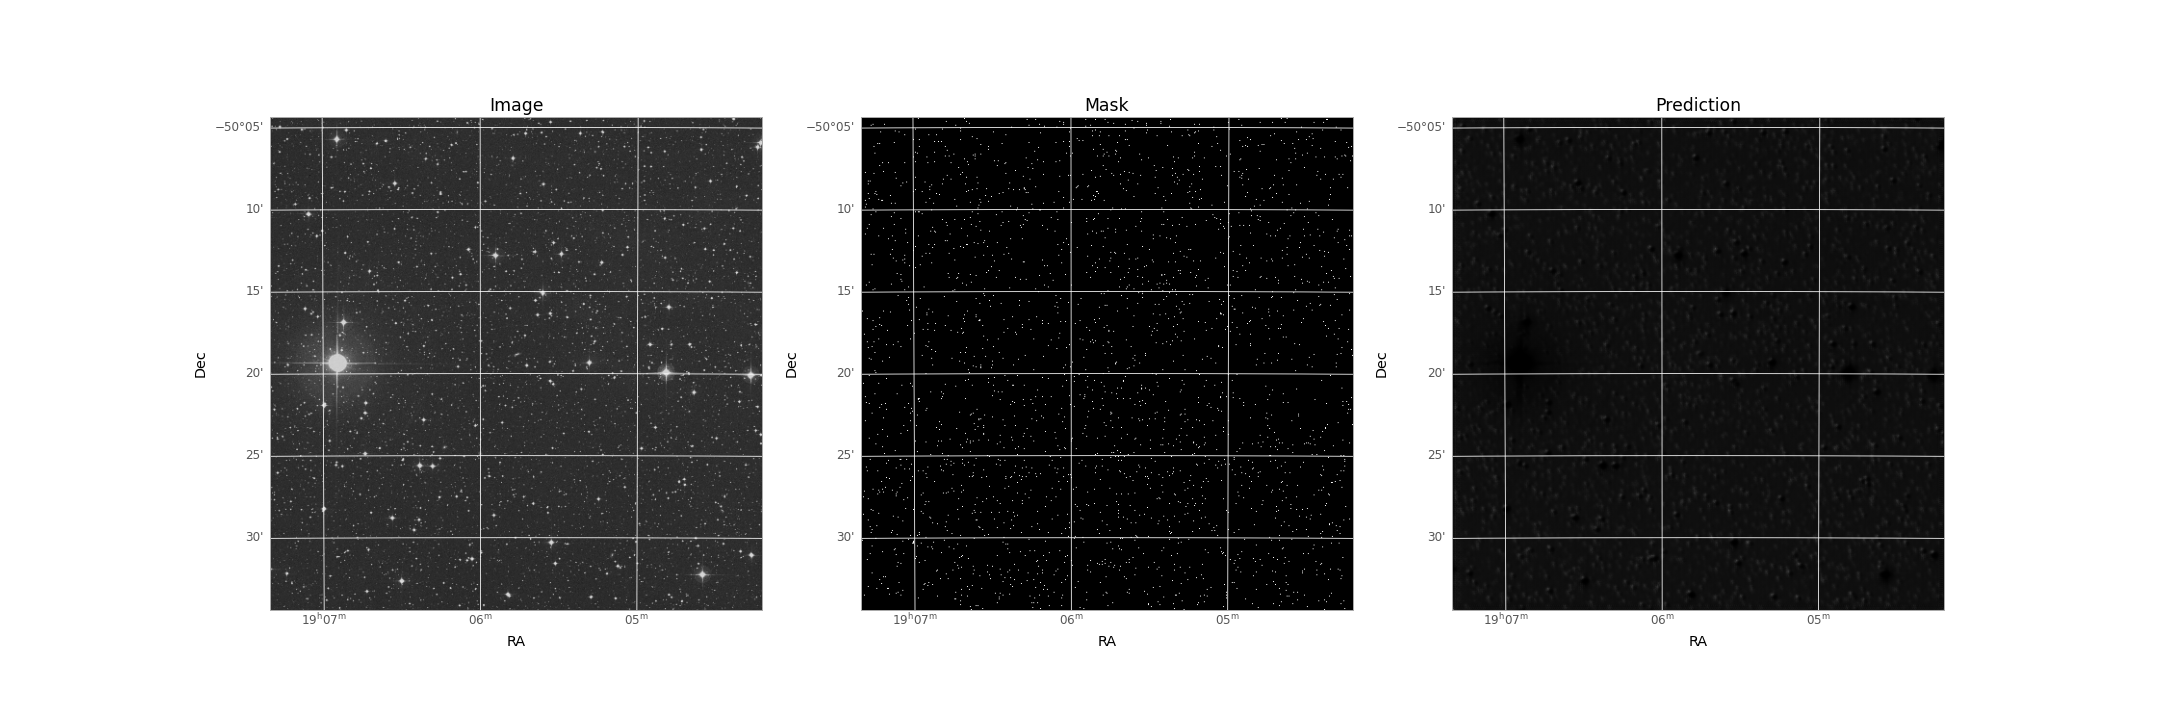 Image
Mask
Prediction
−50°05'
10'
15'
20'
25'
30'
Dec
19ʰ07ᵐ
06ᵐ
05ᵐ
RA
−50°05'
10'
15'
20'
25'
30'
Dec
19ʰ07ᵐ
06ᵐ
05ᵐ
RA
−50°05'
10'
15'
20'
25'
30'
Dec
19ʰ07ᵐ
06ᵐ
05ᵐ
RA